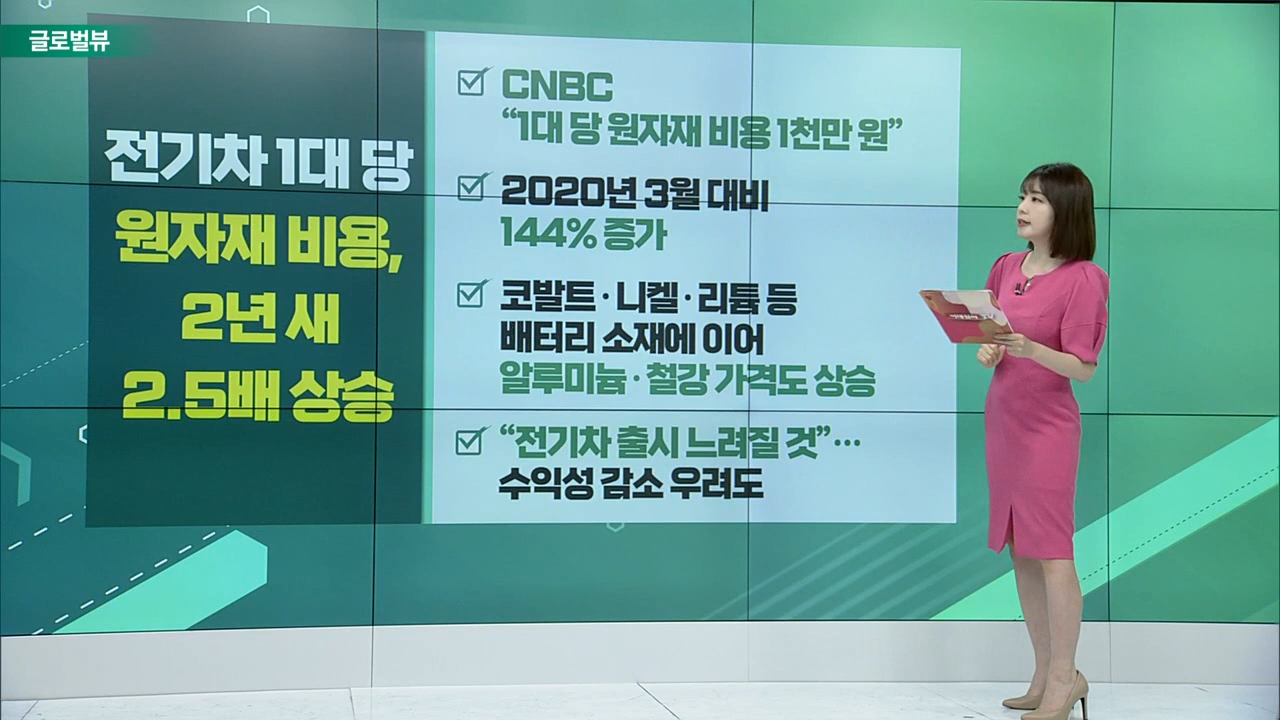 글로벌뷰
전기차 1대 당
원자재 비용,
2년 새
2.5배 상승
CNBC
“1대 당 원자재 비용 1천만 원”
2020년 3월 대비
144% 증가
코발트·니켈·리튬 등
배터리 소재에 이어
알루미늄·철강 가격도 상승
“전기차 출시 느려질 것”…
수익성 감소 우려도